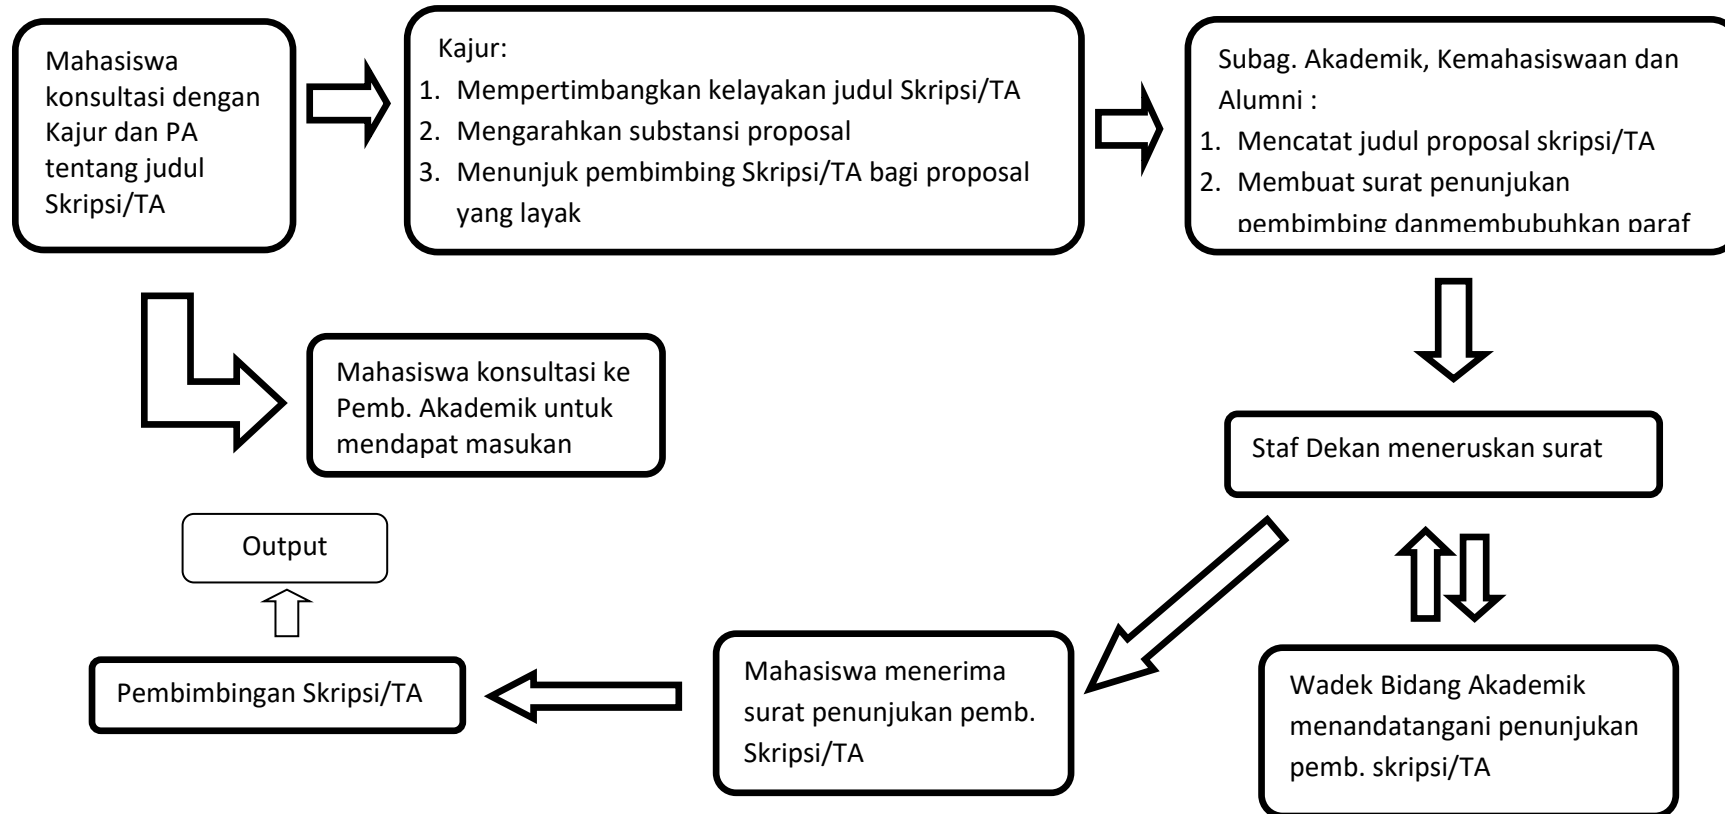 Mahasiswa
konsultasi dengan
Kajur dan PA
tentang judul
Skripsi/TA
Kajur:
1. Mempertimbangkan kelayakan judul Skripsi/TA
2. Mengarahkan substansi proposal
3. Menunjuk pembimbing Skripsi/TA bagi proposal
yang layak
Subag. Akademik, Kemahasiswaan dan
Alumni :
1. Mencatat judul proposal skripsi/TA
2. Membuat surat penunjukan
pembimbing danmembubuhkan paraf
Mahasiswa konsultasi ke
Pemb. Akademik untuk
mendapat masukan
Staf Dekan meneruskan surat
Wadek Bidang Akademik
menandatangani penunjukan
pemb. skripsi/TA
Mahasiswa menerima
surat penunjukan pemb.
Skripsi/TA
Pembimbingan Skripsi/TA
Output